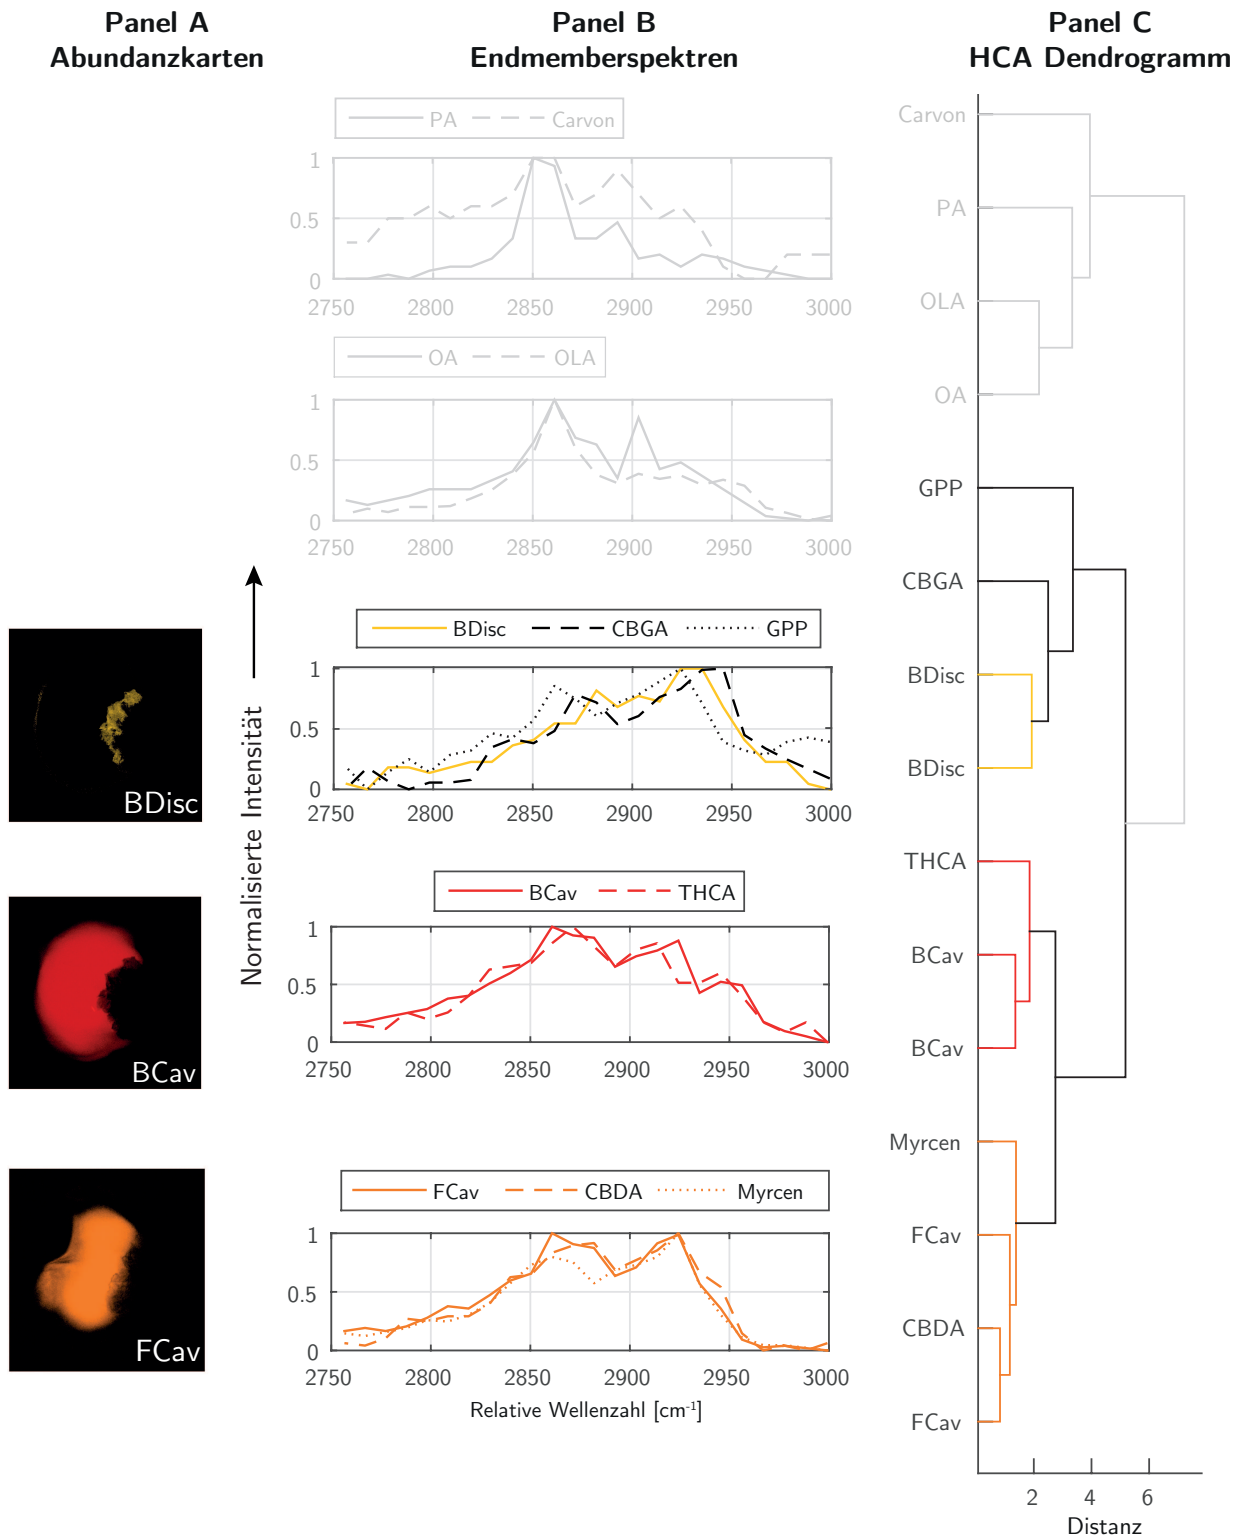 Panel A
Abundanzkarten
Panel B
Endmemberspektren
Panel C
HCA Dendrogramm
PA Carvon
1
0.5
0
2750 2800 2850 2900 2950 3000
OA OLA
1
0.5
0
2750 2800 2850 2900 2950 3000
Normalisierte Intensität
BDisc
BDisc CBGA GPP
1
0.5
0
2750 2800 2850 2900 2950 3000
BCav
BCav THCA
1
0.5
0
2750 2800 2850 2900 2950 3000
FCav
FCav CBDA Myrcen
1
0.5
0
2750 2800 2850 2900 2950 3000
Relative Wellenzahl [cm-1]
Carvon
PA
OLA
OA
GPP
CBGA
BDisc
BDisc
THCA
BCav
BCav
Myrcen
FCav
CBDA
FCav
2 4 6
Distanz